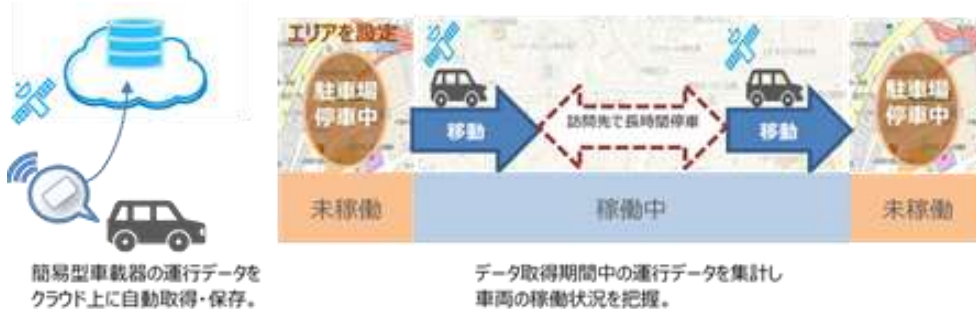 簡易型車載器の運行データを
クラウド上に自動取得・保存。
エリアを設定
駐車場
停車中
移動
訪問先で長時間停車
移動
駐車場
停車中
未稼働
稼働中
未稼働
データ取得期間中の運行データを集計し
車両の稼働状況を把握。